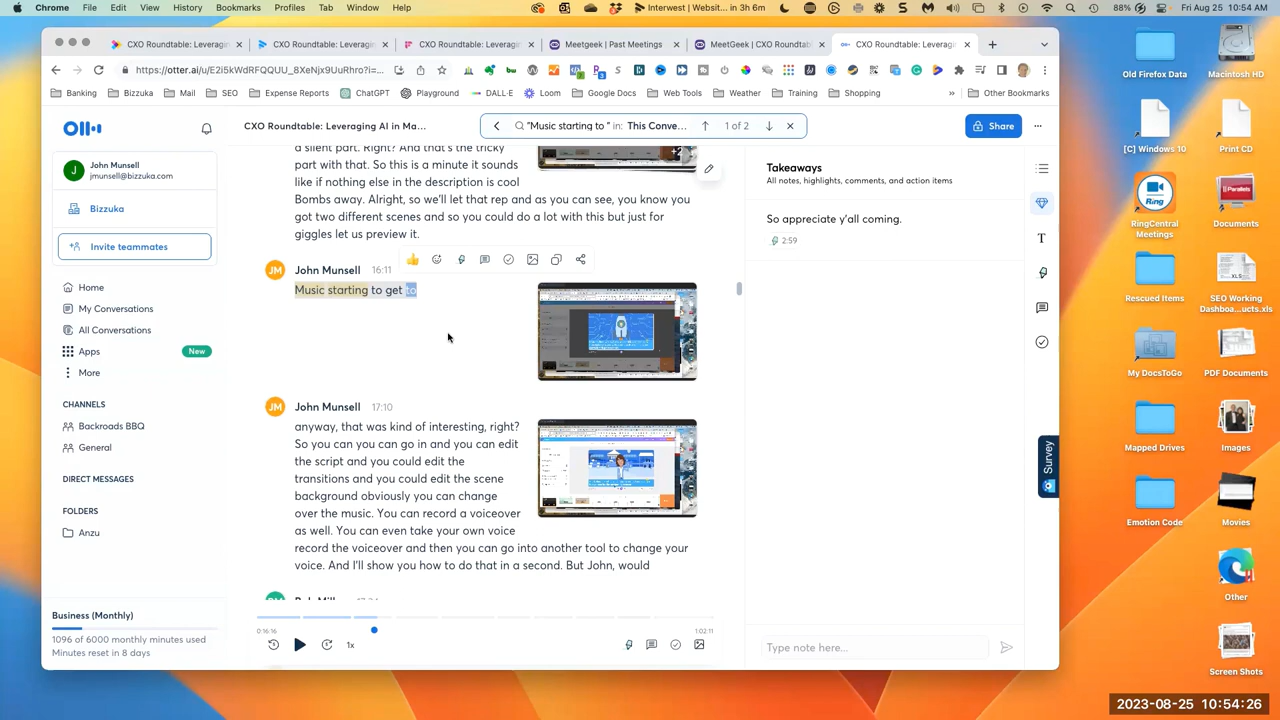 Chrome File Edit View History Bookmarks Profiles Tab Window Help
Interwest | Websit... in 3h 6m
88% Fri Aug 25 10:54 AM
CXO Roundtable: Leveragin
CXO Roundtable: Leveragin
CXO Roundtable: Leveragin
Meetgeek | Past Meetings
MeetGeek | CXO Roundtabl
CXO Roundtable: Leveragin
https://otter.ai/u/E2i5kWdRFQQUU_8XeNjx9UuRhro?i=...
Banking Bizzuka Mail SEO Expense Reports ChatGPT Playground DALL·E Loom Google Docs Web Tools Weather Training Shopping » Other Bookmarks
CXO Roundtable: Leveraging AI in Ma...
"Music starting to " in: This Conve... 1 of 2
Share
J
John Munsell
jmunsell@bizzuka.com
Bizzuka
Invite teammates
Home
My Conversations
All Conversations
Apps New
More
CHANNELS
Backroads BBQ
General
DIRECT MESSAGES
FOLDERS
Anzu
Business (Monthly)
1096 of 6000 monthly minutes used
Minutes reset in 8 days
a silent part. Right? And that's the tricky
part with that. So this is a minute it sounds
like if nothing else in the description is cool
Bombs away. Alright, so we'll let that rep and as you can see, you know you
got two different scenes and so you could do a lot with this but just for
giggles let us preview it.
JM John Munsell 16:11
Music starting to get to
JM John Munsell 17:10
anyway, that was kind of interesting, right?
So you can you can go in and you can edit
the script and you could edit the
transitions and you could edit the scene
background obviously you can change
over the music. You can record a voiceover
as well. You can even take your own voice
record the voiceover and then you can go into another tool to change your
voice. And I'll show you how to do that in a second. But John, would
0:16:16
1:02:11
1x
Takeaways
All notes, highlights, comments, and action items
So appreciate y'all coming.
2:59
T
Survey
Type note here...
Old Firefox Data
Macintosh HD
[C] Windows 10
Print CD
Ring
RingCentral
Meetings
Parallels
Documents
Rescued Items
XLS
SEO Working
Dashboa...ucts.xls
My DocsToGo
PDF Documents
Mapped Drives
Images
Emotion Code
Movies
Other
Screen Shots
2023-08-25 10:54:26